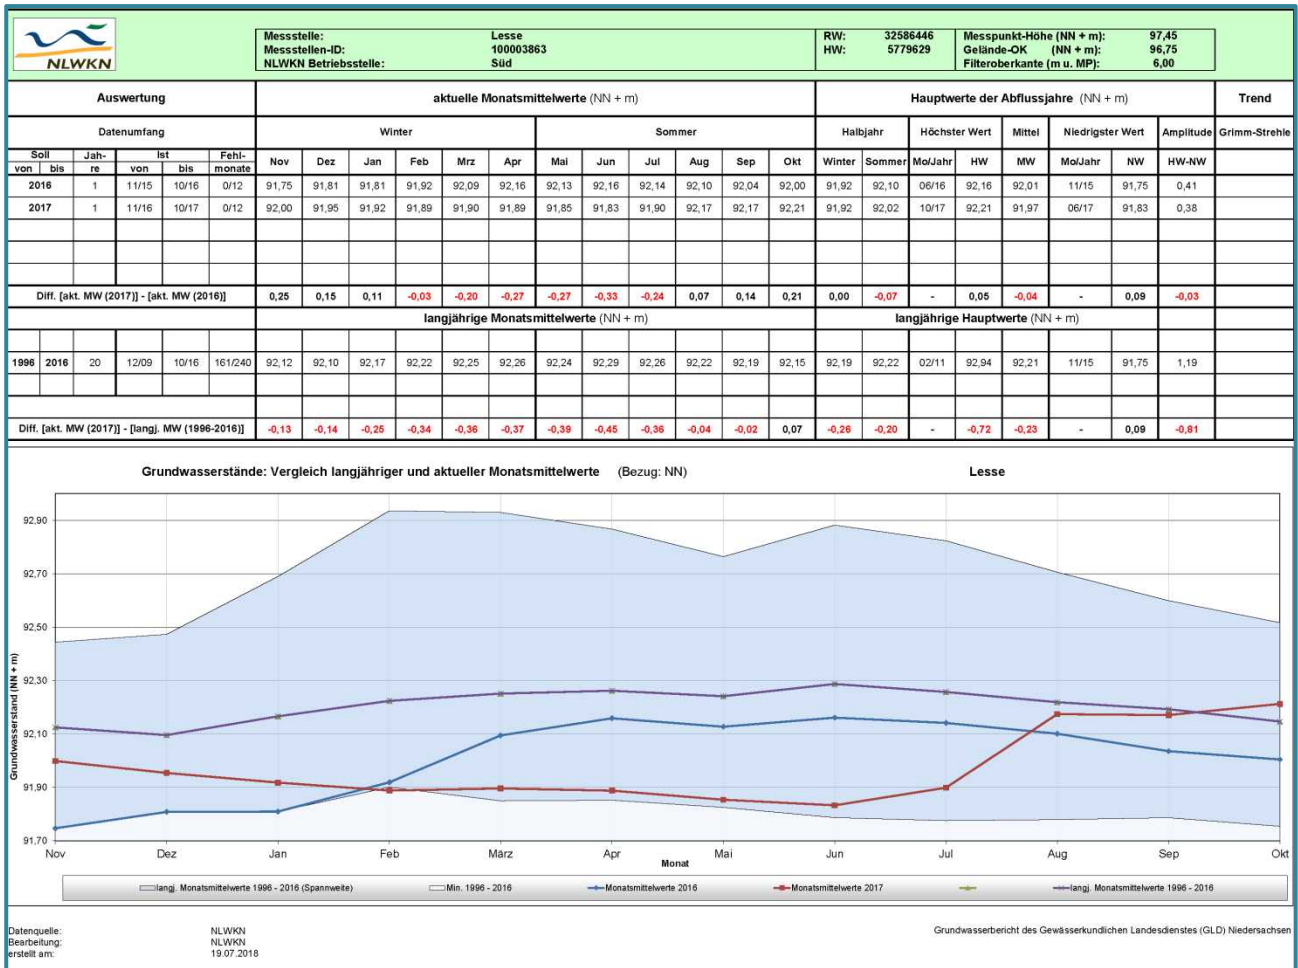 NLWKN
Messstelle: Lesse RW: 32586446 Messpunkt-Höhe (NN + m): 97,45
Messstellen-ID: 100003863 HW: 5779629 Gelände-OK (NN + m): 96,75
NLWKN Betriebsstelle: Süd Filteroberkante (m u. MP): 6,00
Auswertung aktuelle Monatsmittelwerte (NN + m) Hauptwerte der Abflussjahre (NN + m) Trend
Datenumfang Winter Sommer Halbjahr Höchster Wert Mittel Niedrigster Wert Amplitude Grimm-Strehle
Soll Jah- Ist Fehl-
von bis re von bis monate Nov Dez Jan Feb Mrz Apr Mai Jun Jul Aug Sep Okt Winter Sommer Mo/Jahr HW MW Mo/Jahr NW HW-NW
2016 1 11/15 10/16 0/12 91,75 91,81 91,81 91,92 92,09 92,16 92,13 92,16 92,14 92,10 92,04 92,00 91,92 92,10 06/16 92,16 92,01 11/15 91,75 0,41
2017 1 11/16 10/17 0/12 92,00 91,95 91,92 91,89 91,90 91,89 91,85 91,83 91,90 92,17 92,17 92,21 91,92 92,02 10/17 92,21 91,97 06/17 91,83 0,38
Diff. [akt. MW (2017)] - [akt. MW (2016)] 0,25 0,15 0,11 -0,03 -0,20 -0,27 -0,27 -0,33 -0,24 0,07 0,14 0,21 0,00 -0,07 - 0,05 -0,04 - 0,09 -0,03
langjährige Monatsmittelwerte (NN + m) langjährige Hauptwerte (NN + m)
1996 2016 20 12/09 10/16 161/240 92,12 92,10 92,17 92,22 92,25 92,26 92,24 92,29 92,26 92,22 92,19 92,15 92,19 92,22 02/11 92,94 92,21 11/15 91,75 1,19
Diff. [akt. MW (2017)] - [langj. MW (1996-2016)] -0,13 -0,14 -0,25 -0,34 -0,36 -0,37 -0,39 -0,45 -0,36 -0,04 -0,02 0,07 -0,26 -0,20 - -0,72 -0,23 - 0,09 -0,81
Grundwasserstände: Vergleich langjähriger und aktueller Monatsmittelwerte (Bezug: NN) Lesse
Grundwasserstand (NN + m)
92,90
92,70
92,50
92,30
92,10
91,90
91,70
Nov Dez Jan Feb März Apr Mai Jun Jul Aug Sep Okt
Monat
langj. Monatsmittelwerte 1996 - 2016 (Spannweite) Min. 1996 - 2016 Monatsmittelwerte 2016 Monatsmittelwerte 2017 langj. Monatsmittelwerte 1996 - 2016
Datenquelle: NLWKN Grundwasserbericht des Gewässerkundlichen Landesdienstes (GLD) Niedersachsen
Bearbeitung: NLWKN
erstellt am: 19.07.2018